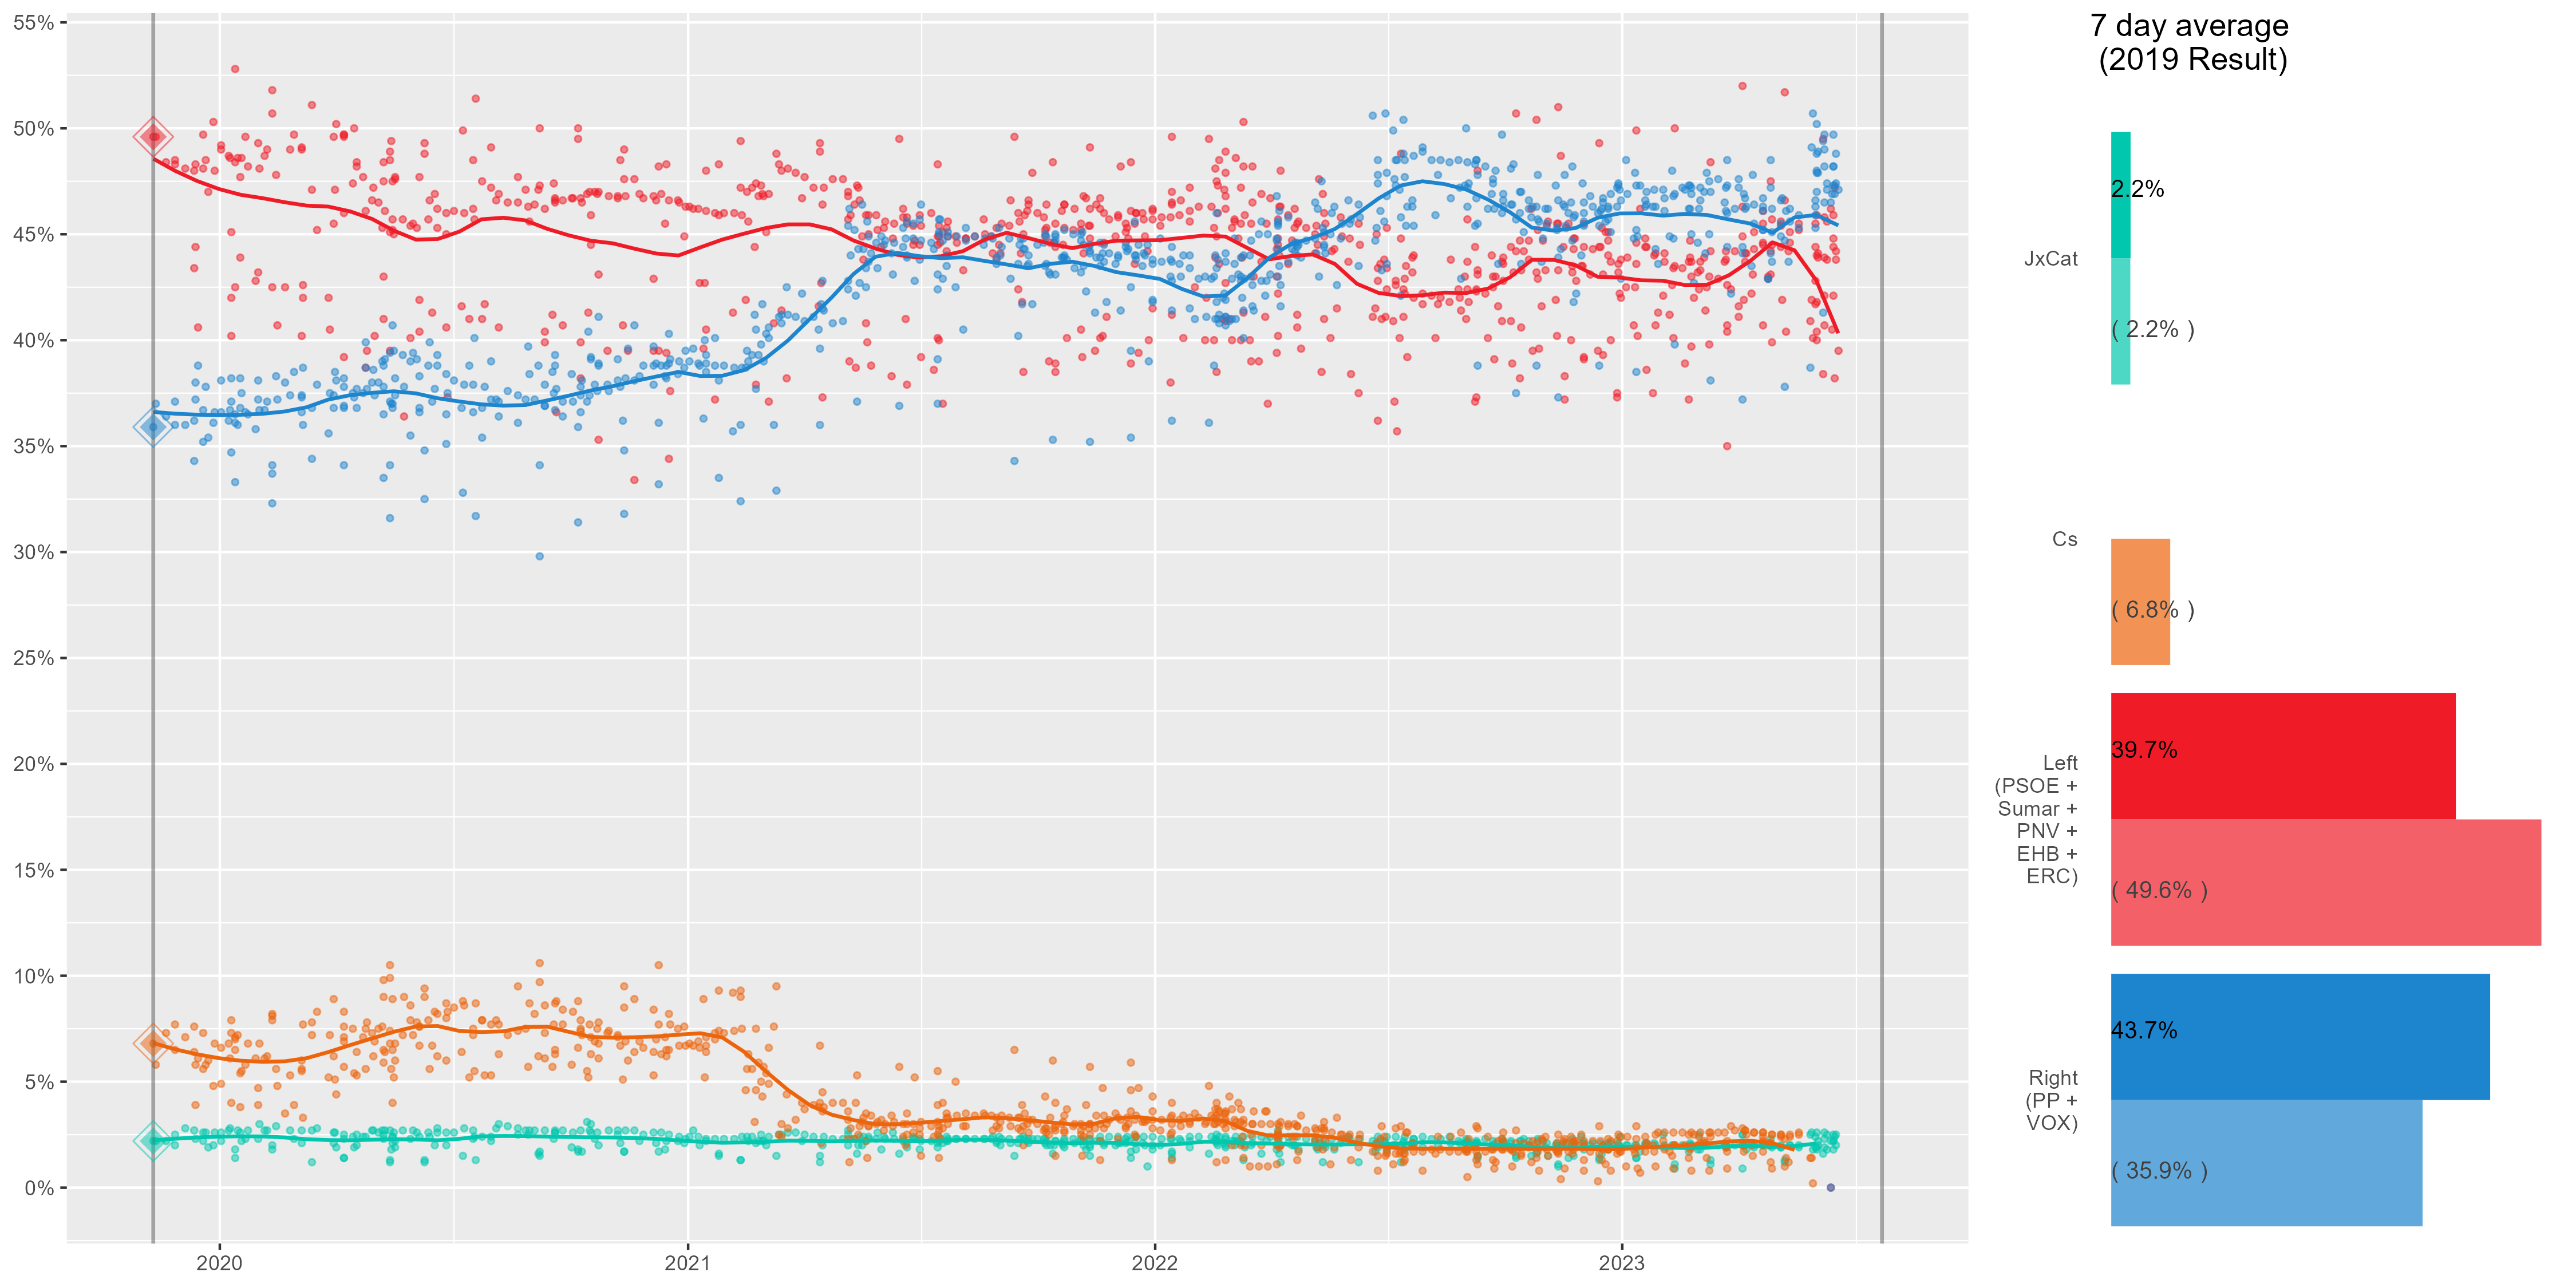 55%
50%
45%
40%
35%
30%
25%
20%
15%
10%
5%
0%
2020
2021
2022
2023
7 day average
(2019 Result)
JxCat
2.2%
( 2.2% )
Cs
( 6.8% )
Left
(PSOE +
Sumar +
PNV +
EHB +
ERC)
39.7%
( 49.6% )
Right
(PP +
VOX)
43.7%
( 35.9% )